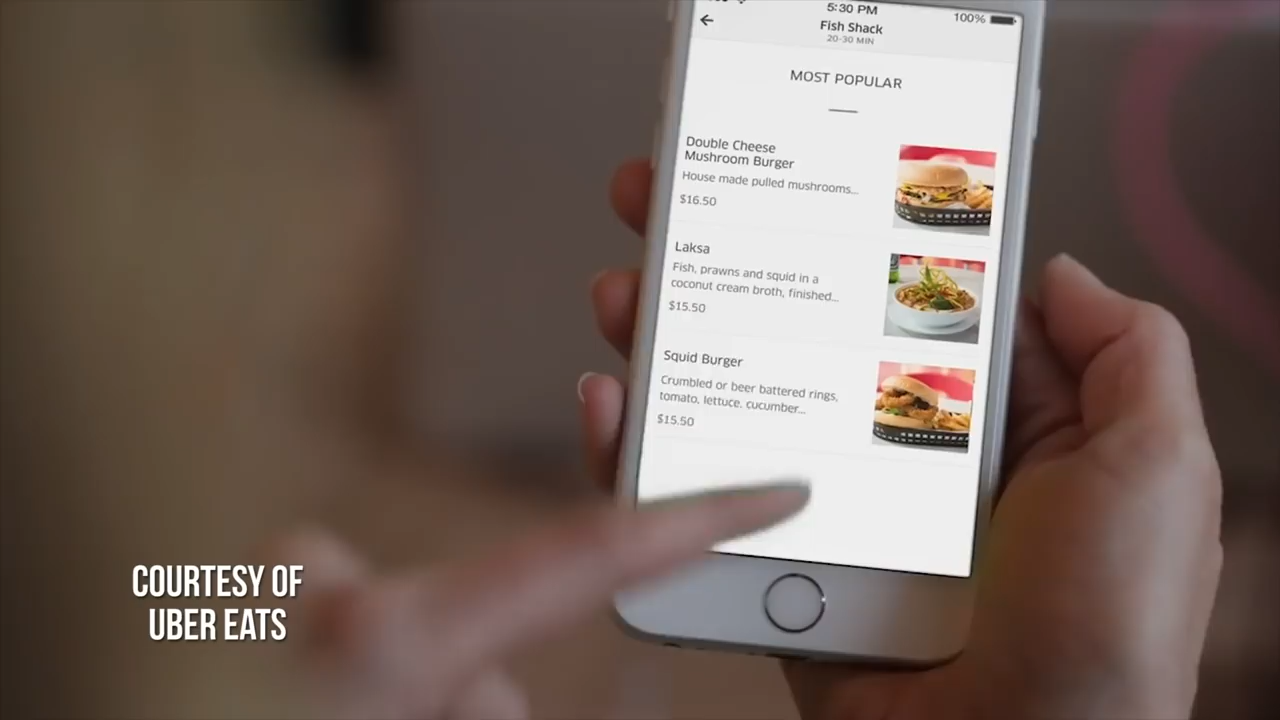 5:30 PM
100%
Fish Shack
20-30 MIN
MOST POPULAR
Double Cheese
Mushroom Burger
House made pulled mushrooms...
$16.50
Laksa
Fish, prawns and squid in a
coconut cream broth, finished...
$15.50
Squid Burger
Crumbled or beer battered rings,
tomato, lettuce, cucumber...
$15.50
COURTESY OF
UBER EATS